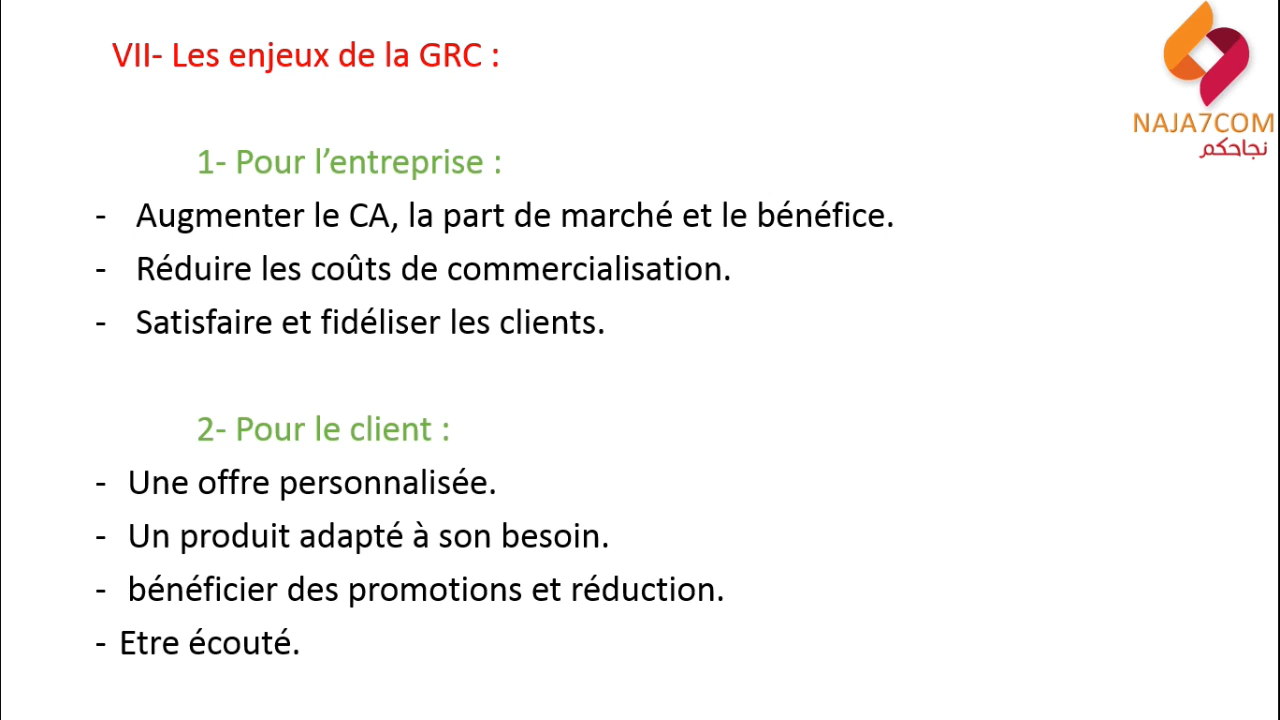 VII- Les enjeux de la GRC :
NAJA7COM
نجاحكم
1- Pour l’entreprise :
- Augmenter le CA, la part de marché et le bénéfice.
- Réduire les coûts de commercialisation.
- Satisfaire et fidéliser les clients.
2- Pour le client :
- Une offre personnalisée.
- Un produit adapté à son besoin.
- bénéficier des promotions et réduction.
- Etre écouté.